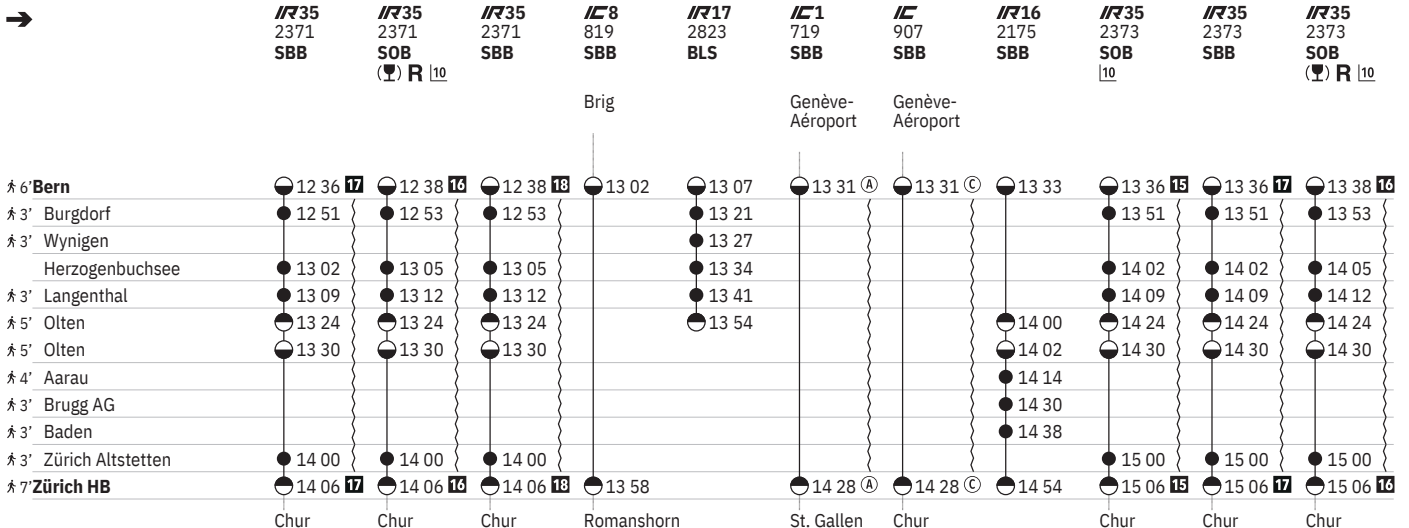 ➔ IR35 IR35 IR35 IC8 IR17 IC1 IC IR16 IR35 IR35 IR35
2371 2371 2371 819 2823 719 907 2175 2373 2373 2373
SBB SOB SBB SBB BLS SBB SBB SBB SOB SBB SOB
(🍷) R 10 10 (🍷) R 10
Brig Genève- Genève-
Aéroport Aéroport
6' Bern 12 36 17 12 38 16 12 38 18 13 02 13 07 13 31 Ⓐ 13 31 Ⓒ 13 33 13 36 15 13 36 17 13 38 16
3' Burgdorf 12 51 12 53 12 53 13 21 13 51 13 51 13 53
3' Wynigen 13 27
Herzogenbuchsee 13 02 13 05 13 05 13 34 14 02 14 02 14 05
3' Langenthal 13 09 13 12 13 12 13 41 14 09 14 09 14 12
5' Olten 13 24 13 24 13 24 13 54 14 00 14 24 14 24 14 24
5' Olten 13 30 13 30 13 30 14 02 14 30 14 30 14 30
4' Aarau 14 14
3' Brugg AG 14 30
3' Baden 14 38
3' Zürich Altstetten 14 00 14 00 14 00 15 00 15 00 15 00
7' Zürich HB 14 06 17 14 06 16 14 06 18 13 58 14 28 Ⓐ 14 28 Ⓒ 14 54 15 06 15 15 06 17 15 06 16
Chur Chur Chur Romanshorn St. Gallen Chur Chur Chur Chur